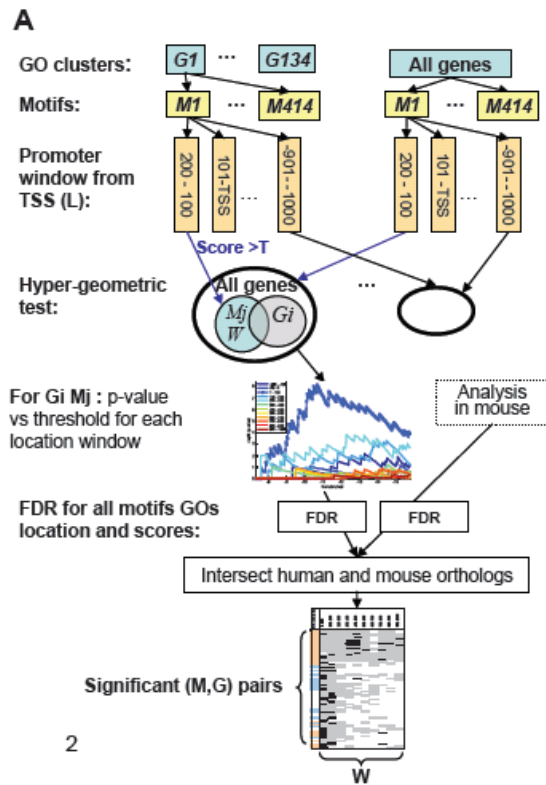 A
GO clusters: G1 ... G134 All genes
Motifs: M1 ... M414 M1 ... M414
Promoter
window from
TSS (L):
200 - 100 101-TSS ... -901--1000 200 - 100 101 -TSS ... -901--1000
Score >T
Hyper-geometric
test:
All genes ...
Mj
W
Gi
For Gi Mj : p-value
vs threshold for each
location window
Analysis
in mouse
FDR for all motifs GOs
location and scores:
FDR FDR
Intersect human and mouse orthologs
Significant (M,G) pairs
2
W